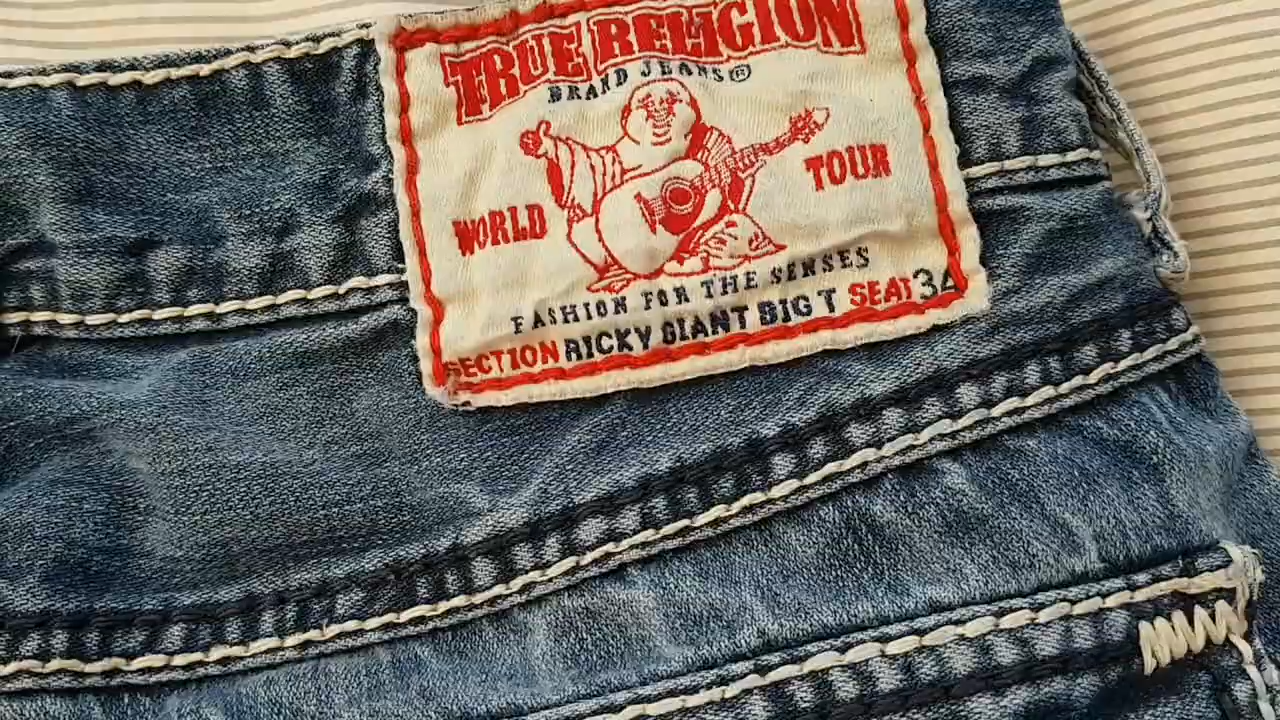 TRUE RELIGION
BRAND JEANS®
WORLD TOUR
FASHION FOR THE SENSES
SECTION RICKY GIANT BIG T SEAT 34